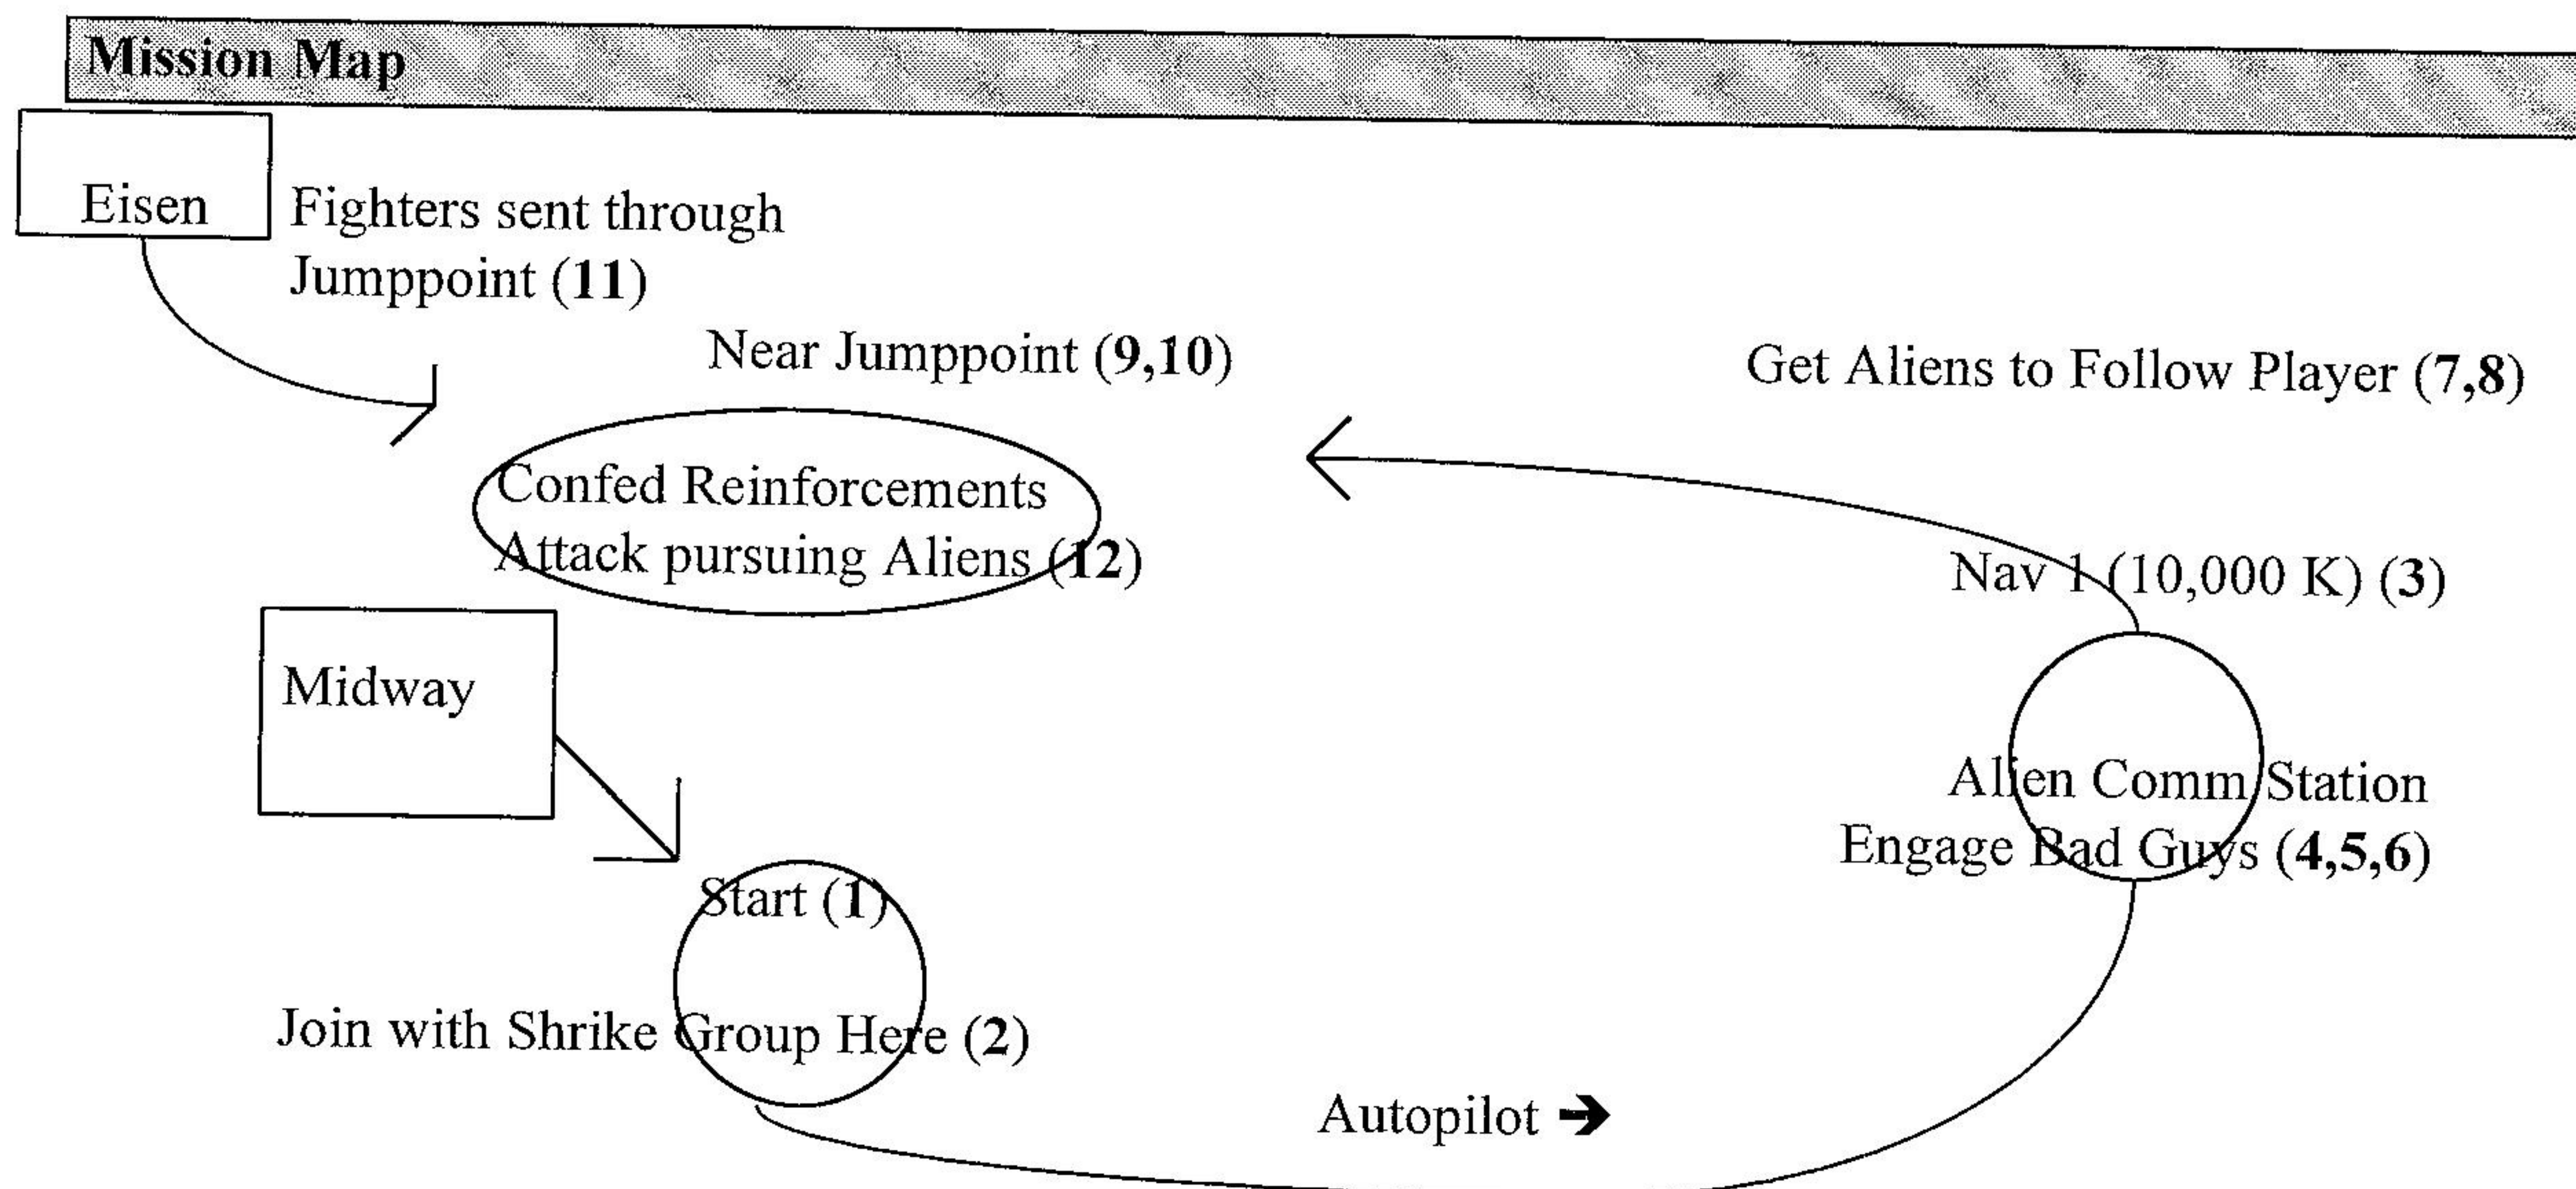 Mission Map
Eisen
Fighters sent through
Jumppoint (11)
Near Jumppoint (9,10)
Get Aliens to Follow Player (7,8)
Confed Reinforcements
Attack pursuing Aliens (12)
Nav 1 (10,000 K) (3)
Midway
Alien Comm Station
Engage Bad Guys (4,5,6)
Start (1)
Join with Shrike Group Here (2)
Autopilot ➔